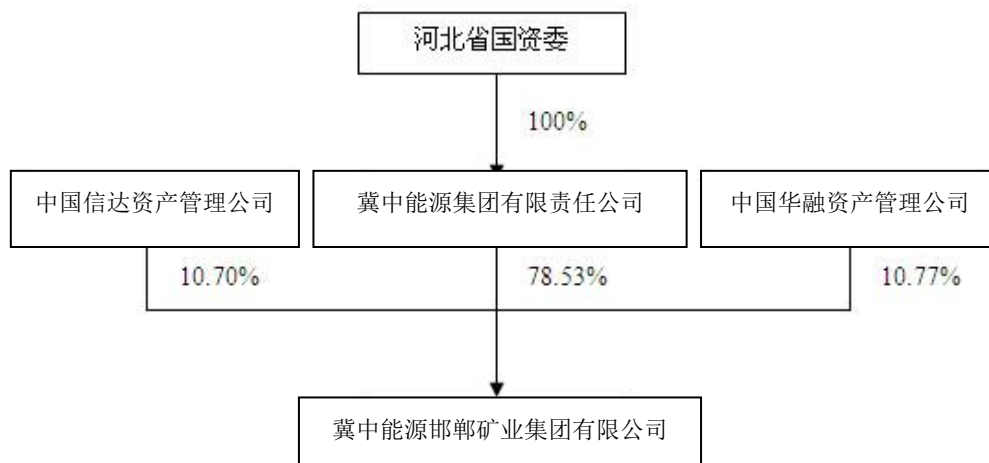 河北省国资委
100%
中国信达资产管理公司
冀中能源集团有限责任公司
中国华融资产管理公司
10.70%
78.53%
10.77%
冀中能源邯郸矿业集团有限公司